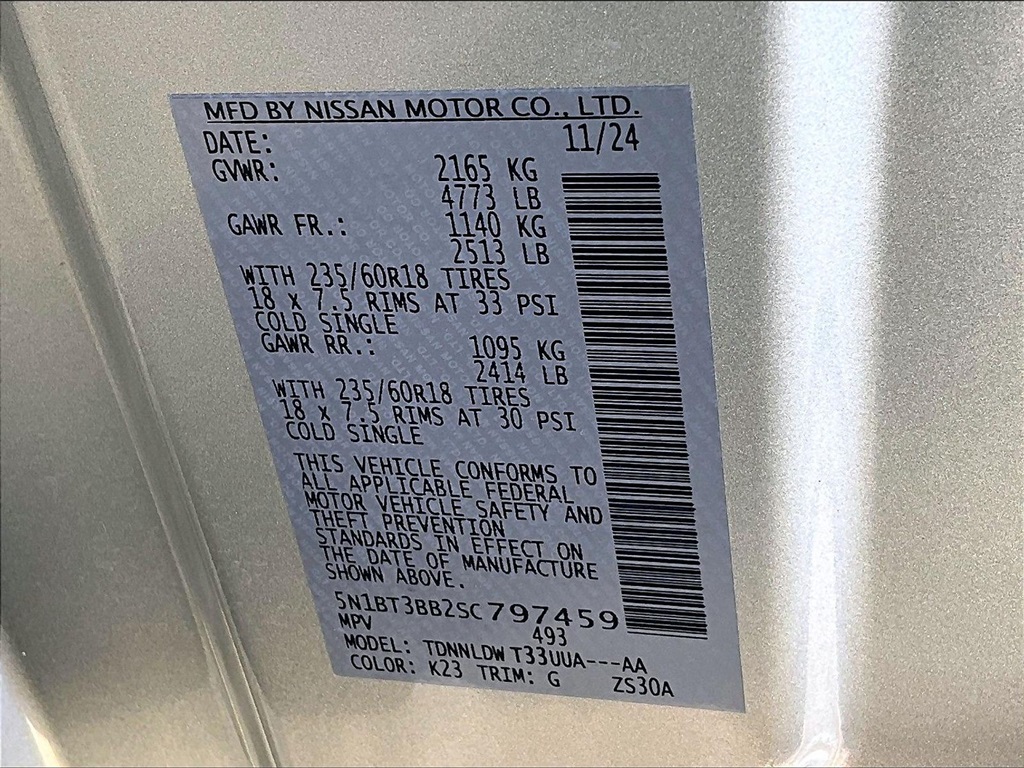 MFD BY NISSAN MOTOR CO., LTD.
DATE: 11/24
GVWR: 2165 KG
4773 LB
GAWR FR.: 1140 KG
2513 LB
WITH 235/60R18 TIRES
18 x 7.5 RIMS AT 33 PSI
COLD SINGLE
GAWR RR.: 1095 KG
2414 LB
WITH 235/60R18 TIRES
18 x 7.5 RIMS AT 30 PSI
COLD SINGLE
THIS VEHICLE CONFORMS TO
ALL APPLICABLE FEDERAL
MOTOR VEHICLE SAFETY AND
THEFT PREVENTION
STANDARDS IN EFFECT ON
THE DATE OF MANUFACTURE
SHOWN ABOVE.
5N1BT3BB2SC797459
MPV 493
MODEL: TDNNLDW T33UUA---AA
COLOR: K23 TRIM: G ZS30A